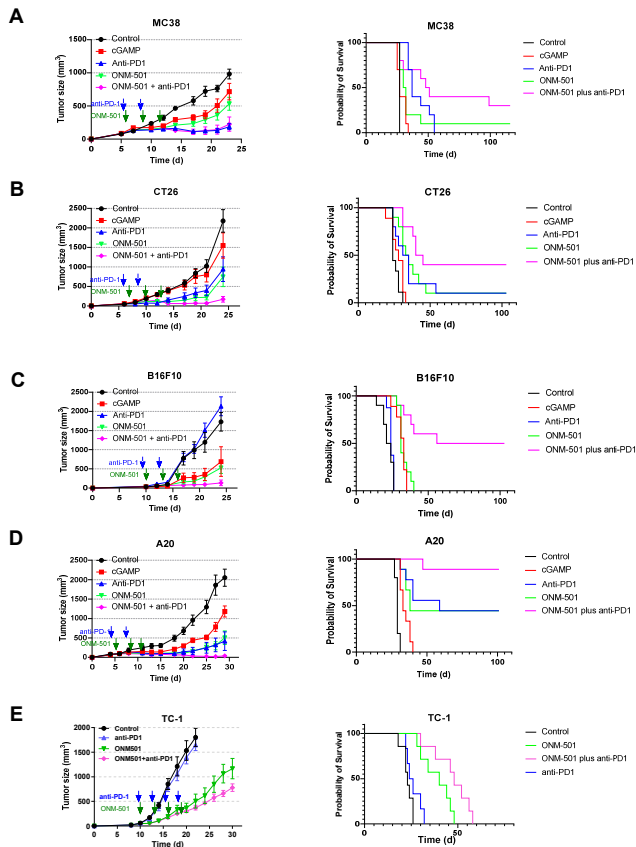 A
MC38
Tumor size (mm³)
1500
1000
500
0
0
5
10
15
20
25
Time (d)
anti-PD-1
ONM-501
Control
cGAMP
Anti-PD1
ONM-501
ONM-501 + anti-PD1
MC38
Probability of Survival
100
50
0
0
50
100
Time (d)
Control
cGAMP
Anti-PD1
ONM-501
ONM-501 plus anti-PD1
B
CT26
Tumor size (mm³)
2500
2000
1500
1000
500
0
0
5
10
15
20
25
Time (d)
anti-PD-1
ONM-501
Control
cGAMP
Anti-PD1
ONM-501
ONM-501 + anti-PD1
CT26
Probability of Survival
100
50
0
0
50
100
Time (d)
Control
cGAMP
Anti-PD1
ONM-501
ONM-501 plus anti-PD1
C
B16F10
Tumor size (mm³)
2500
2000
1500
1000
500
0
0
5
10
15
20
25
Time (d)
anti-PD-1
ONM-501
Control
cGAMP
Anti-PD1
ONM-501
ONM-501 + anti-PD1
B16F10
Probability of Survival
100
50
0
0
50
100
Time (d)
Control
cGAMP
Anti-PD1
ONM-501
ONM-501 plus anti-PD1
D
A20
Tumor size (mm³)
2500
2000
1500
1000
500
0
0
5
10
15
20
25
30
Time (d)
anti-PD-
ONM-501
Control
cGAMP
Anti-PD1
ONM-501
ONM-501 + anti-PD1
A20
Probability of Survival
100
50
0
0
50
100
Time (d)
Control
cGAMP
Anti-PD1
ONM-501
ONM-501 plus anti-PD1
E
TC-1
Tumor size (mm³)
2000
1500
1000
500
0
0
10
20
30
Time (d)
anti-PD-1
ONM-501
Control
anti-PD1
ONM501
ONM501+anti-PD1
TC-1
Probability of Survival
100
50
0
0
50
100
Time (d)
Control
ONM-501
ONM-501 plus anti-PD1
anti-PD1